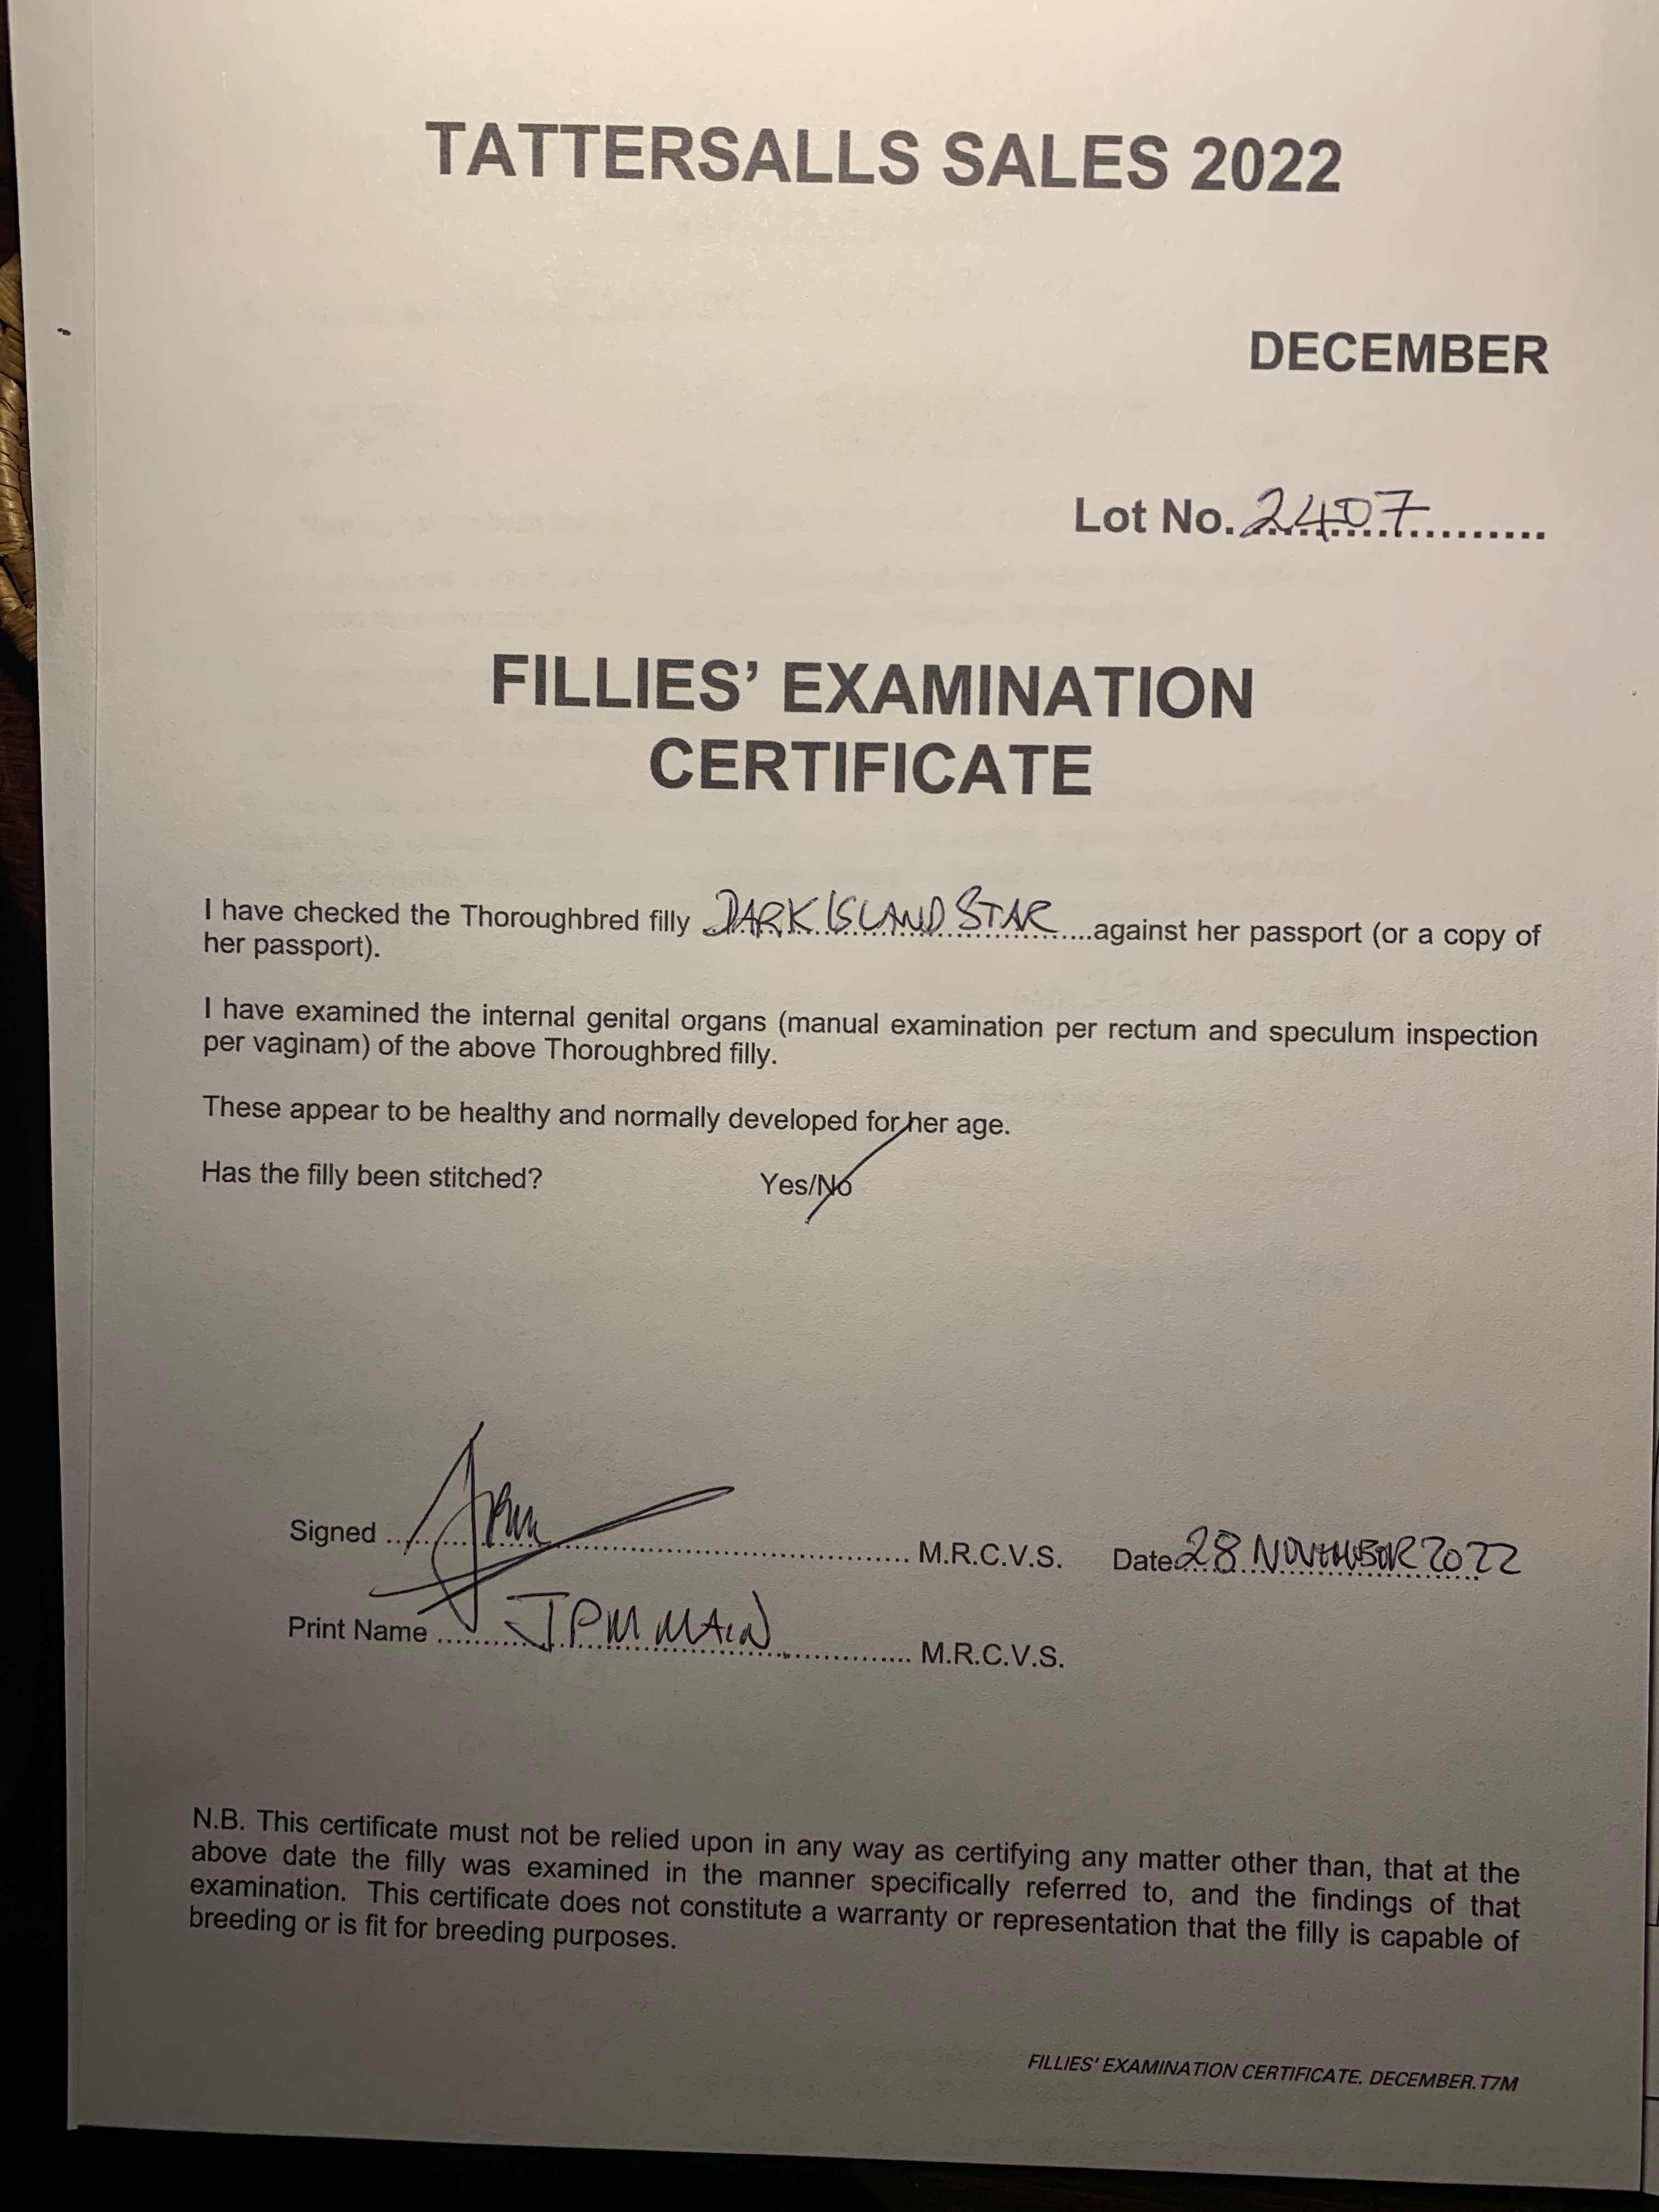 TATTERSALLS SALES 2022
DECEMBER
Lot No. 2407
FILLIES' EXAMINATION
CERTIFICATE
I have checked the Thoroughbred filly DARK ISLAND STAR against her passport (or a copy of
her passport).
I have examined the internal genital organs (manual examination per rectum and speculum inspection
per vaginam) of the above Thoroughbred filly.
These appear to be healthy and normally developed for her age.
Has the filly been stitched? Yes/No
Signed M.R.C.V.S. Date 28 NOVEMBER 2022
Print Name JPM MAIN M.R.C.V.S.
N.B. This certificate must not be relied upon in any way as certifying any matter other than, that at the
above date the filly was examined in the manner specifically referred to, and the findings of that
examination. This certificate does not constitute a warranty or representation that the filly is capable of
breeding or is fit for breeding purposes.
FILLIES' EXAMINATION CERTIFICATE. DECEMBER.T7M